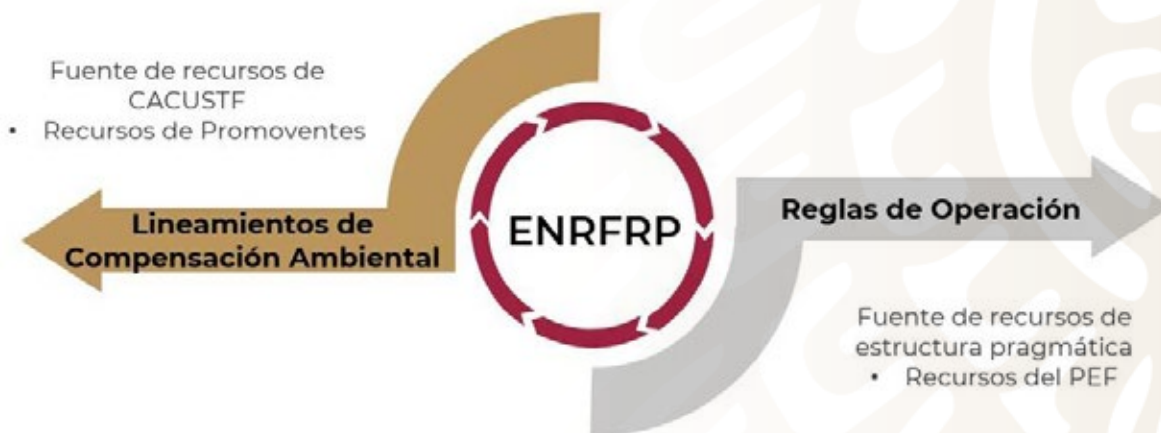 Fuente de recursos de
CACUSTF
• Recursos de Promoventes
Lineamientos de
Compensación Ambiental
ENRFRP
Reglas de Operación
Fuente de recursos de
estructura pragmática
• Recursos del PEF